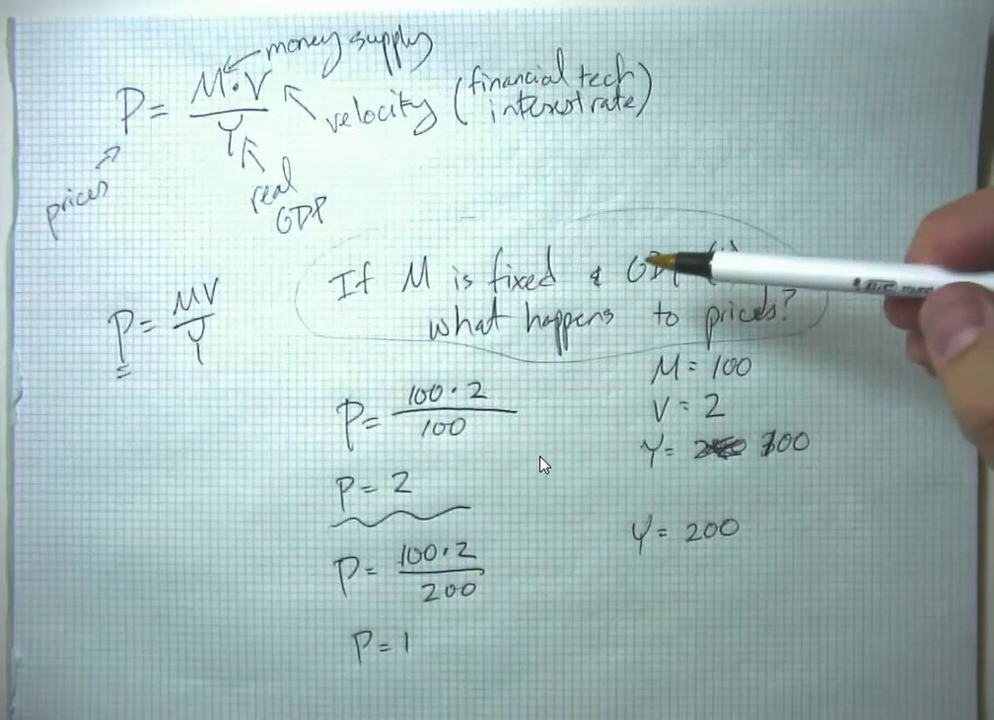 money supply
P = M·V / Y
velocity (financial tech
interest rate)
prices
real
GDP
If M is fixed &
what happens to prices?
P = MV / Y
M = 100
P = 100·2 / 100
V = 2
Y = 100
P = 2
Y = 200
P = 100·2 / 200
P = 1